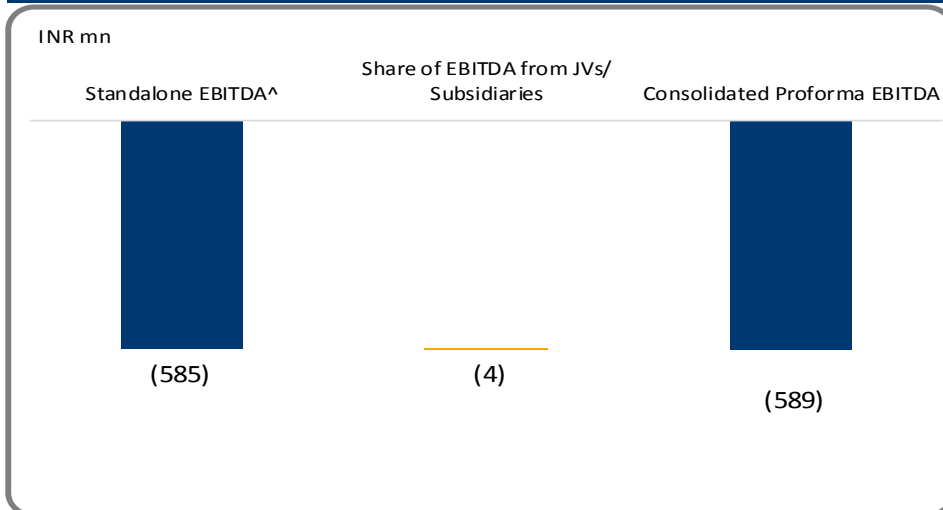 INR mn
Standalone EBITDA^
Share of EBITDA from JVs/
Subsidiaries
Consolidated Proforma EBITDA
(585)
(4)
(589)